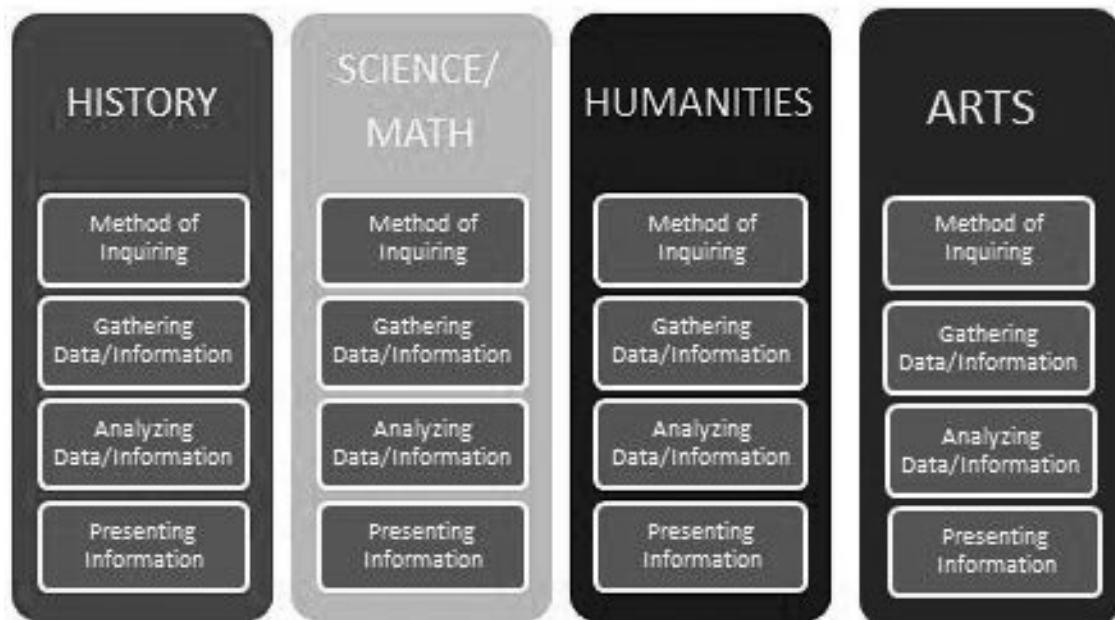 HISTORY
Method of
Inquiring
Gathering
Data/Information
Analyzing
Data/Information
Presenting
Information
SCIENCE/
MATH
Method of
Inquiring
Gathering
Data/Information
Analyzing
Data/Information
Presenting
Information
HUMANITIES
Method of
Inquiring
Gathering
Data/Information
Analyzing
Data/Information
Presenting
Information
ARTS
Method of
Inquiring
Gathering
Data/Information
Analyzing
Data/Information
Presenting
Information